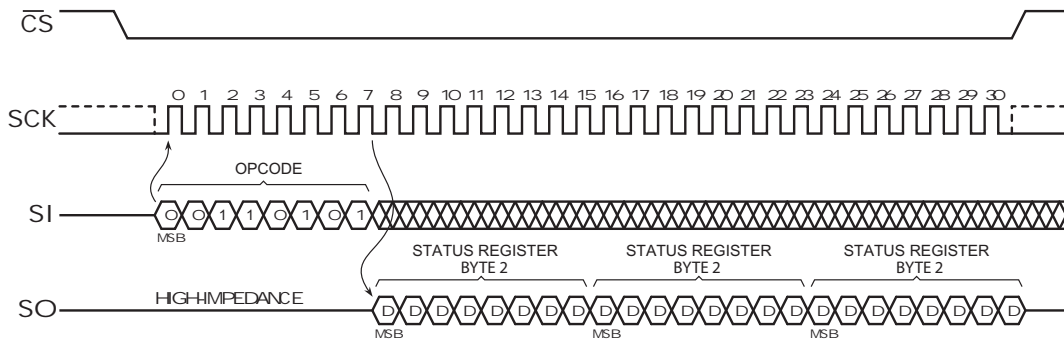 CS
0 1 2 3 4 5 6 7 8 9 10 11 12 13 14 15 16 17 18 19 20 21 22 23 24 25 26 27 28 29 30
SCK
OPCODE
SI 0 0 1 1 0 1 0 1
MSB
STATUS REGISTER BYTE 2
STATUS REGISTER BYTE 2
STATUS REGISTER BYTE 2
HIGH-IMPEDANCE
SO D D D D D D D D D D D D D D D D D D D D D D D D
MSB MSB MSB